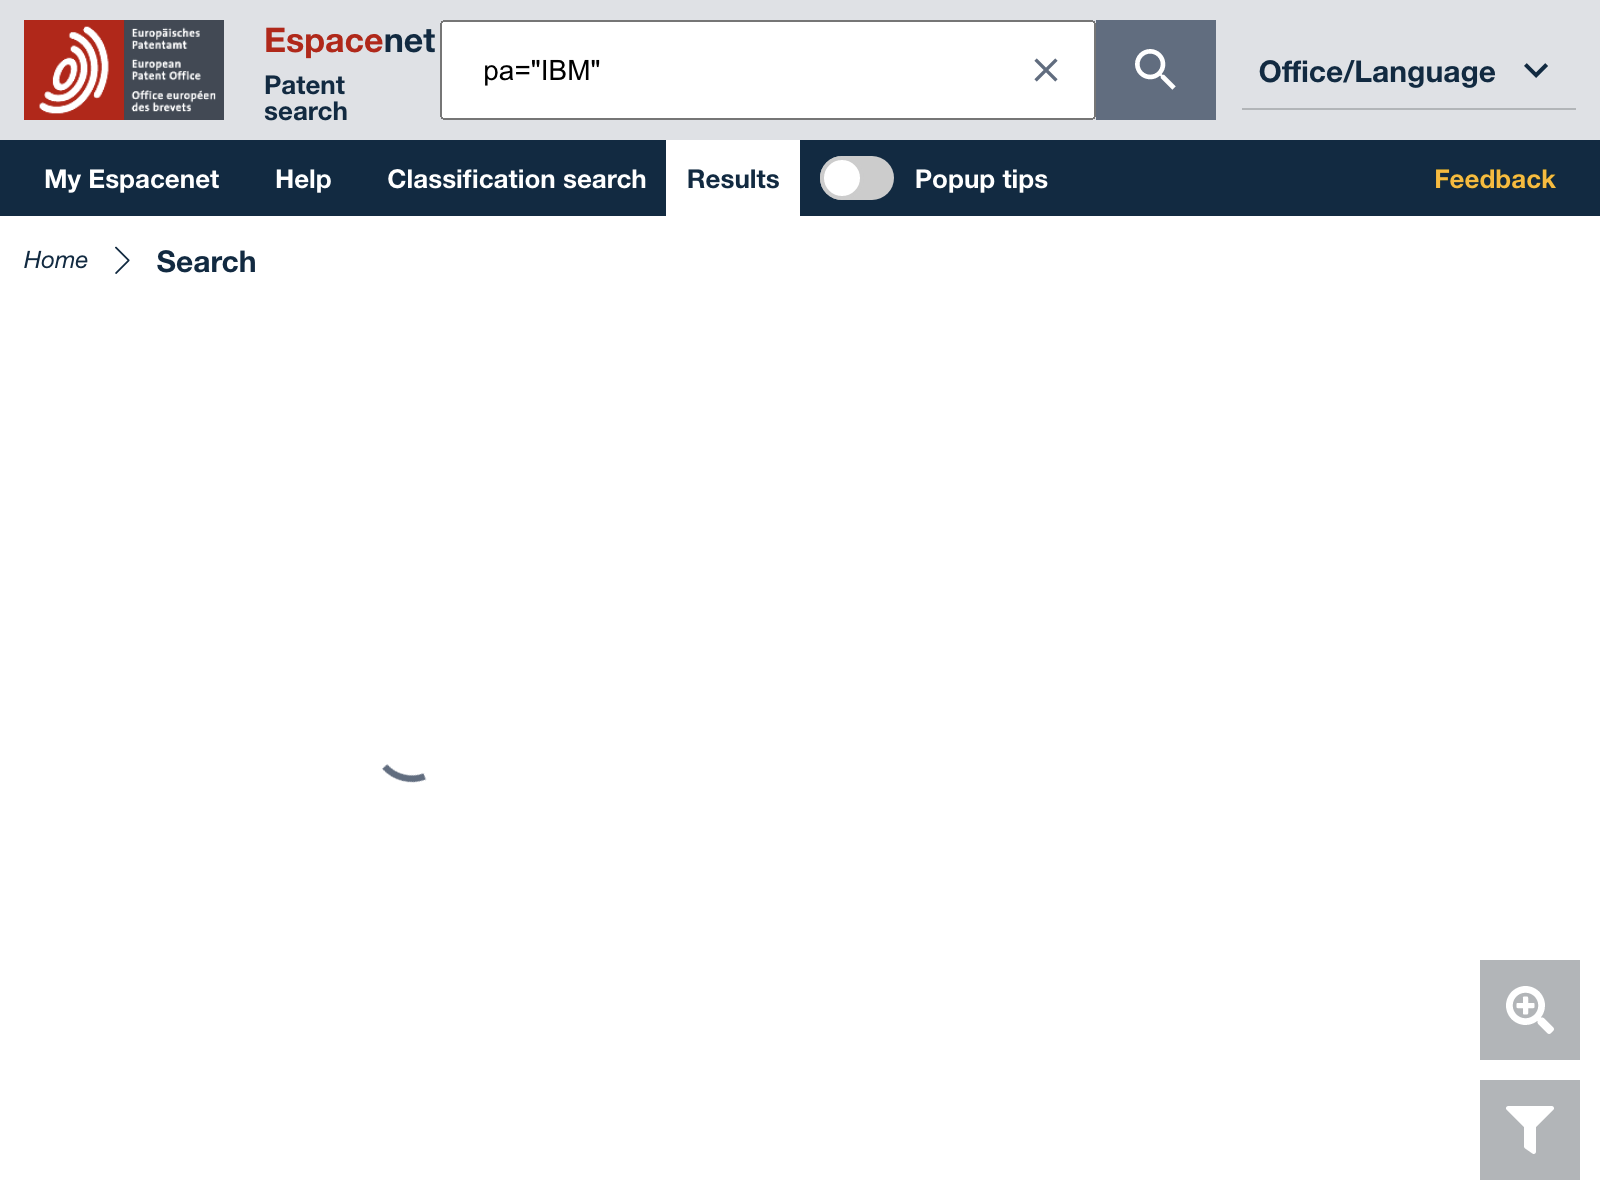 Europäisches
Patentamt
European
Patent Office
Office européen
des brevets
Espacenet
Patent
search
pa="IBM"
Office/Language
My Espacenet
Help
Classification search
Results
Popup tips
Feedback
Home
Search